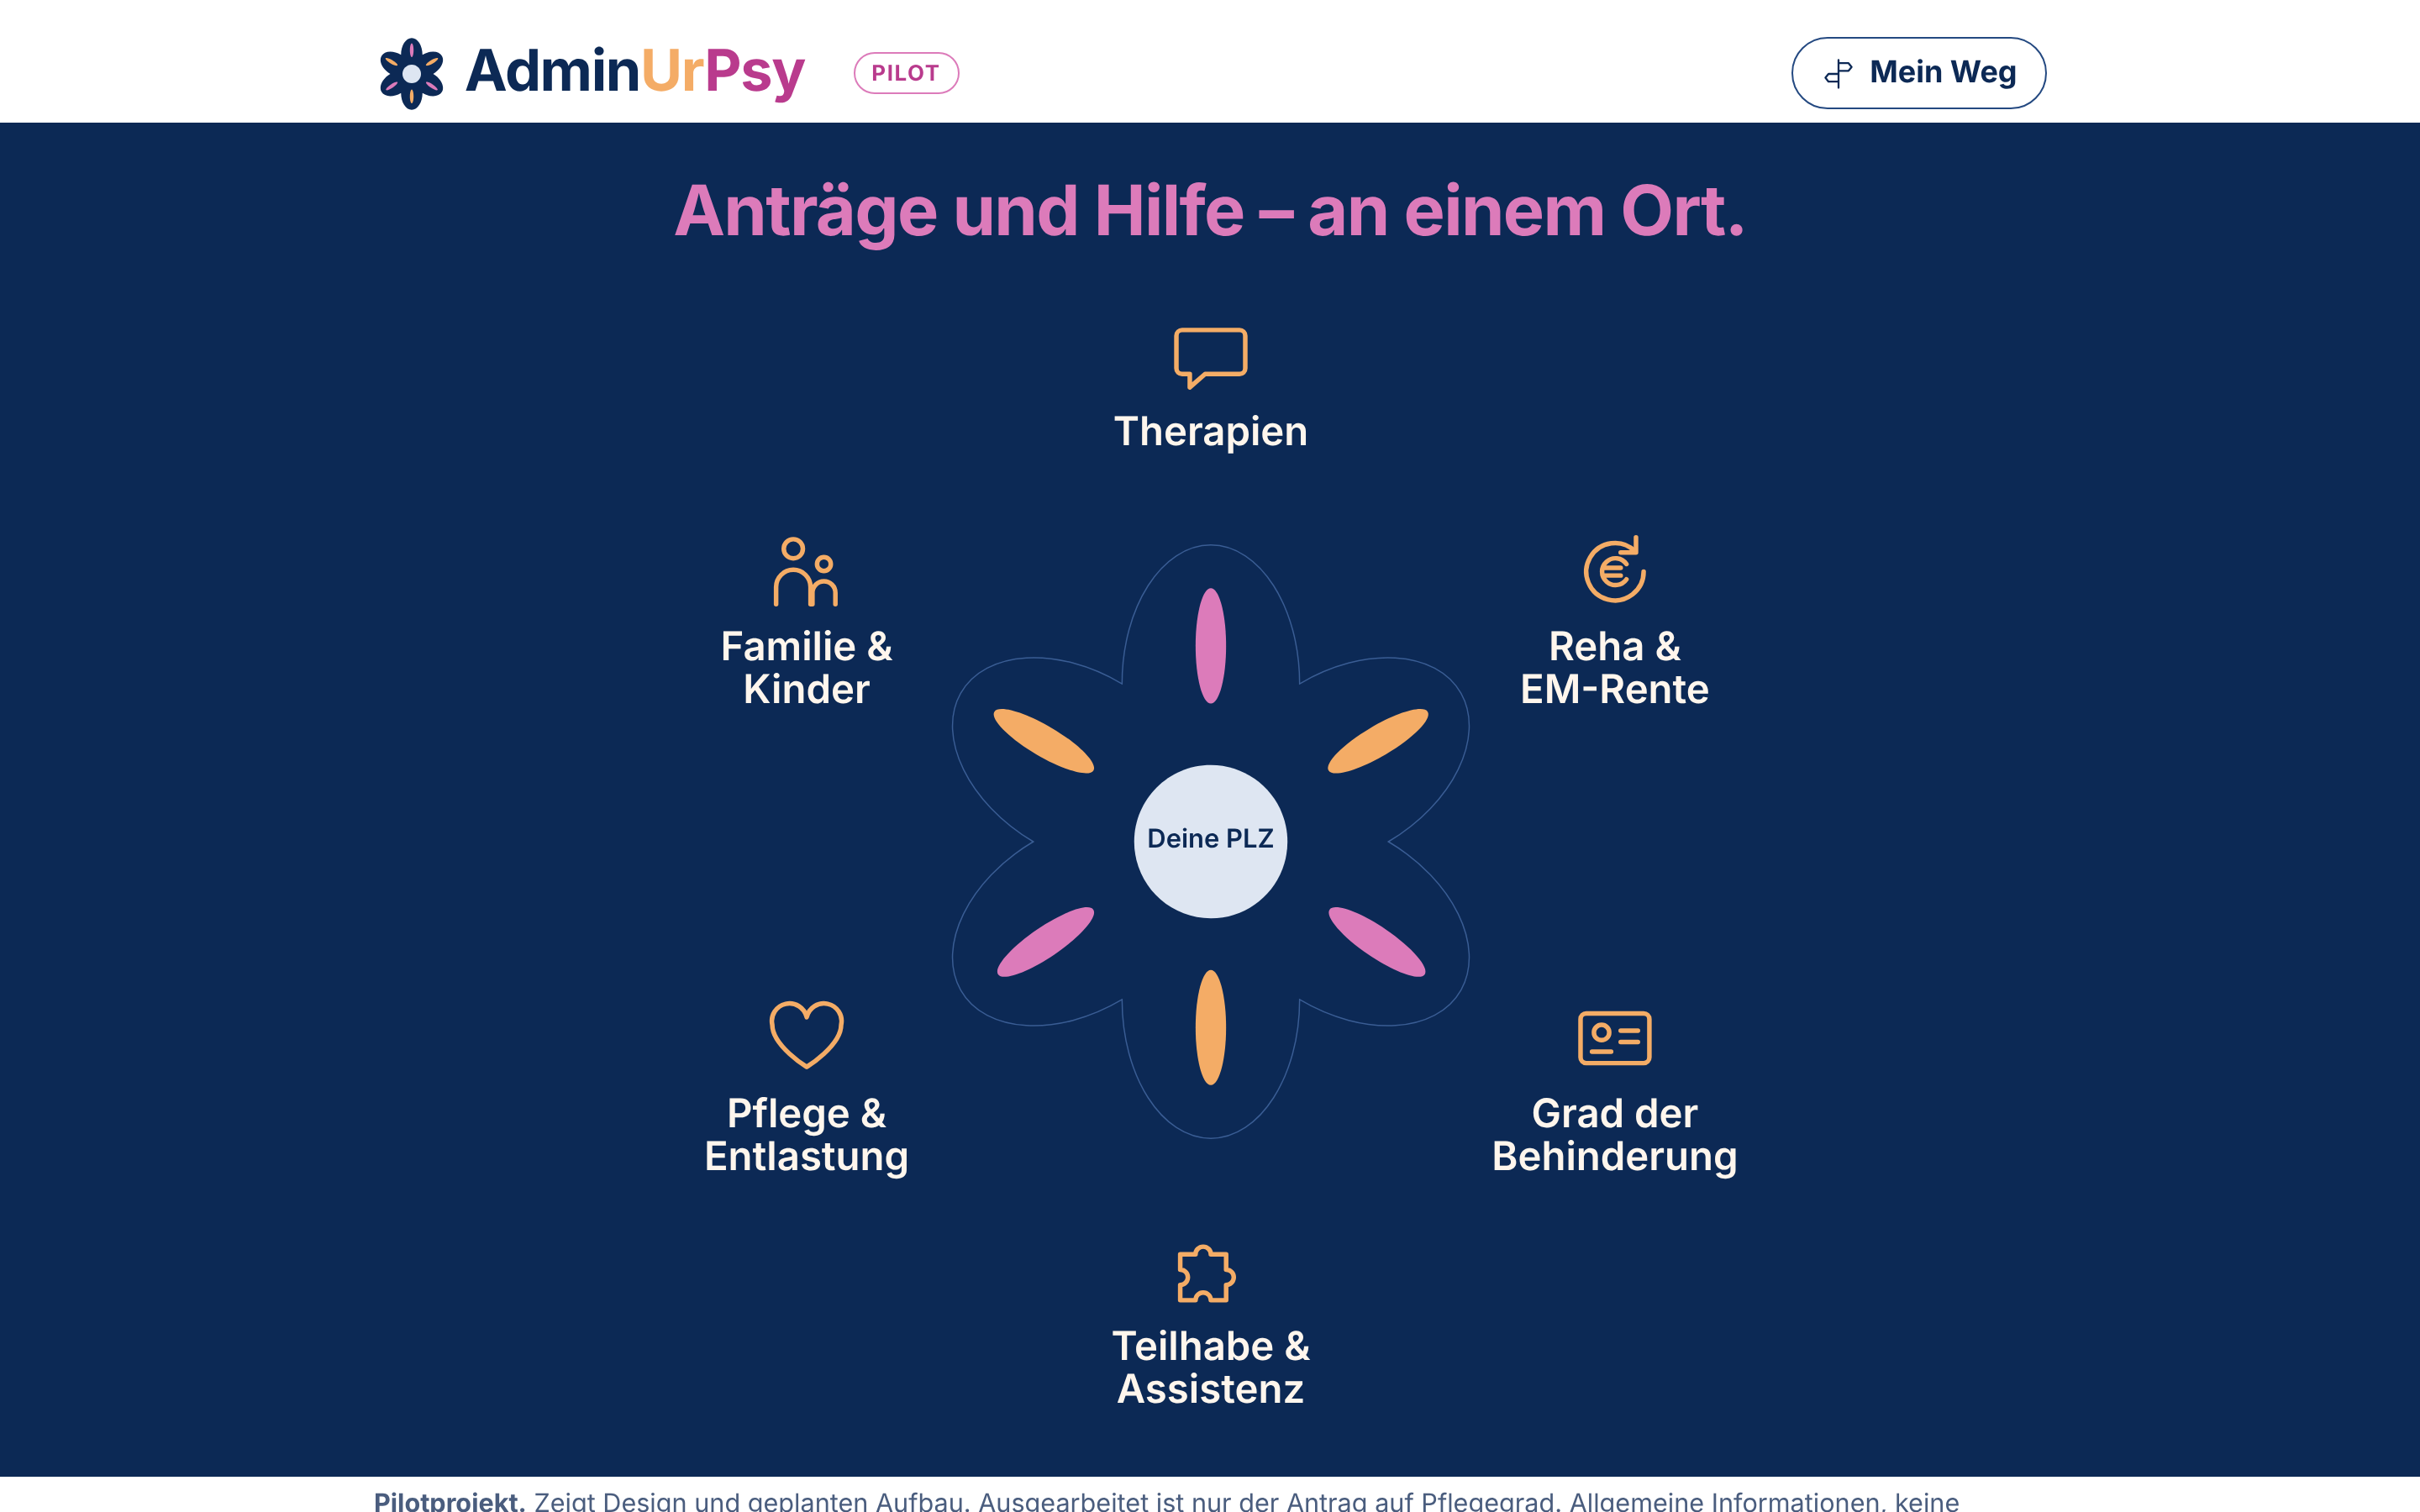 AdminUrPsy
PILOT
Mein Weg
Anträge und Hilfe – an einem Ort.
Therapien
Familie &
Kinder
Reha &
EM-Rente
Deine PLZ
Pflege &
Entlastung
Grad der
Behinderung
Teilhabe &
Assistenz
Pilotprojekt. Zeigt Design und geplanten Aufbau. Ausgearbeitet ist nur der Antrag auf Pflegegrad. Allgemeine Informationen, keine